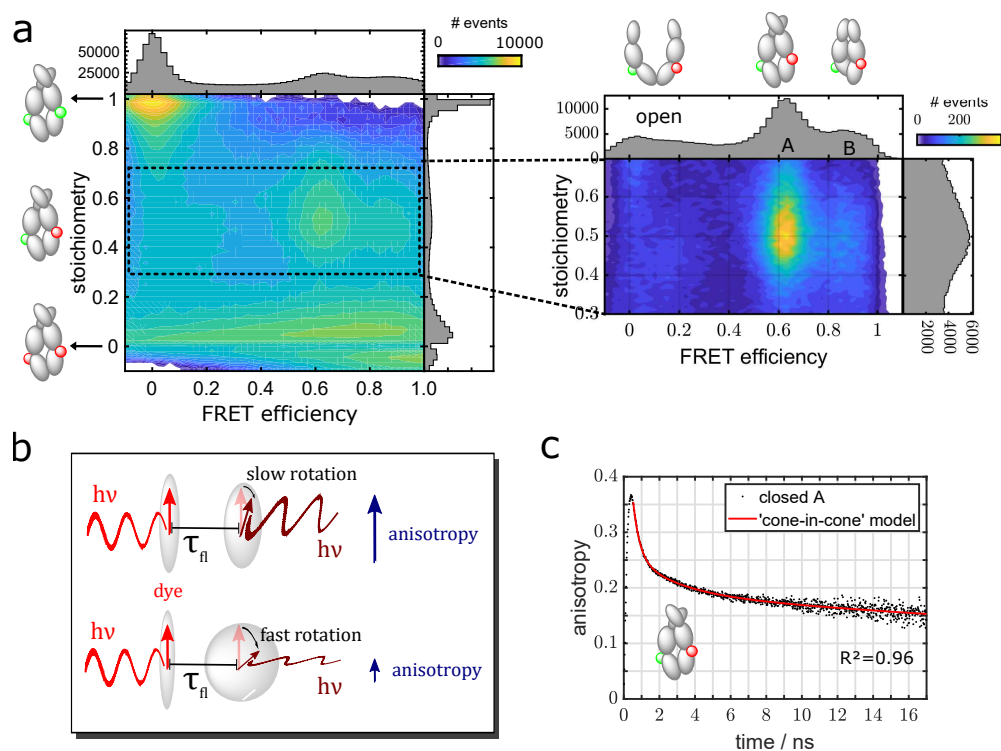 a
# events
0 10000
50000
25000
1
0.8
0.6
0.4
0.2
0
stoichiometry
0 0.2 0.4 0.6 0.8 1.0
FRET efficiency
# events
0 200
10000
5000
0
open
A
B
0.6
0.5
0.4
0.3
stoichiometry
0 0.2 0.4 0.6 0.8 1
FRET efficiency
2000
4000
6000
b
hν
slow rotation
τfl
hν
anisotropy
dye
hν
fast rotation
τfl
hν
anisotropy
c
0.4
0.3
0.2
0.1
0
anisotropy
closed A
'cone-in-cone' model
R²=0.96
0 2 4 6 8 10 12 14 16
time / ns